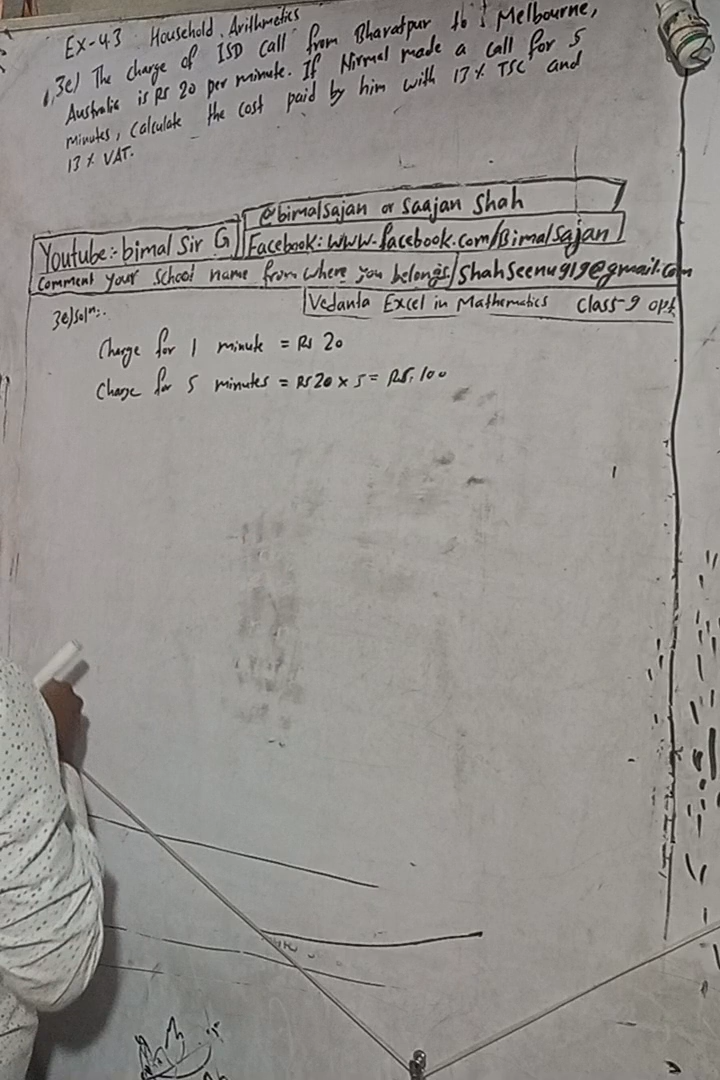 Ex-4.3 Household Arithmetics
3e) The charge of ISD call from Bharatpur to Melbourne,
Australia is Rs 20 per minute. If Nirmal made a call for 5
minutes, Calculate the cost paid by him with 13% TSC and
13% VAT.
@bimalsajan or Saajan Shah
Youtube:- bimal Sir G
Facebook: www.facebook.com/Bimalsajan
Comment your School name from where you belongs/shahseenu919@gmail.com
Vedanta Excel in Mathematics Class-9 opt
3e)Soln:.
Charge for 1 minute = Rs 20
Charge for 5 minutes = Rs 20 × 5 = Rs. 100